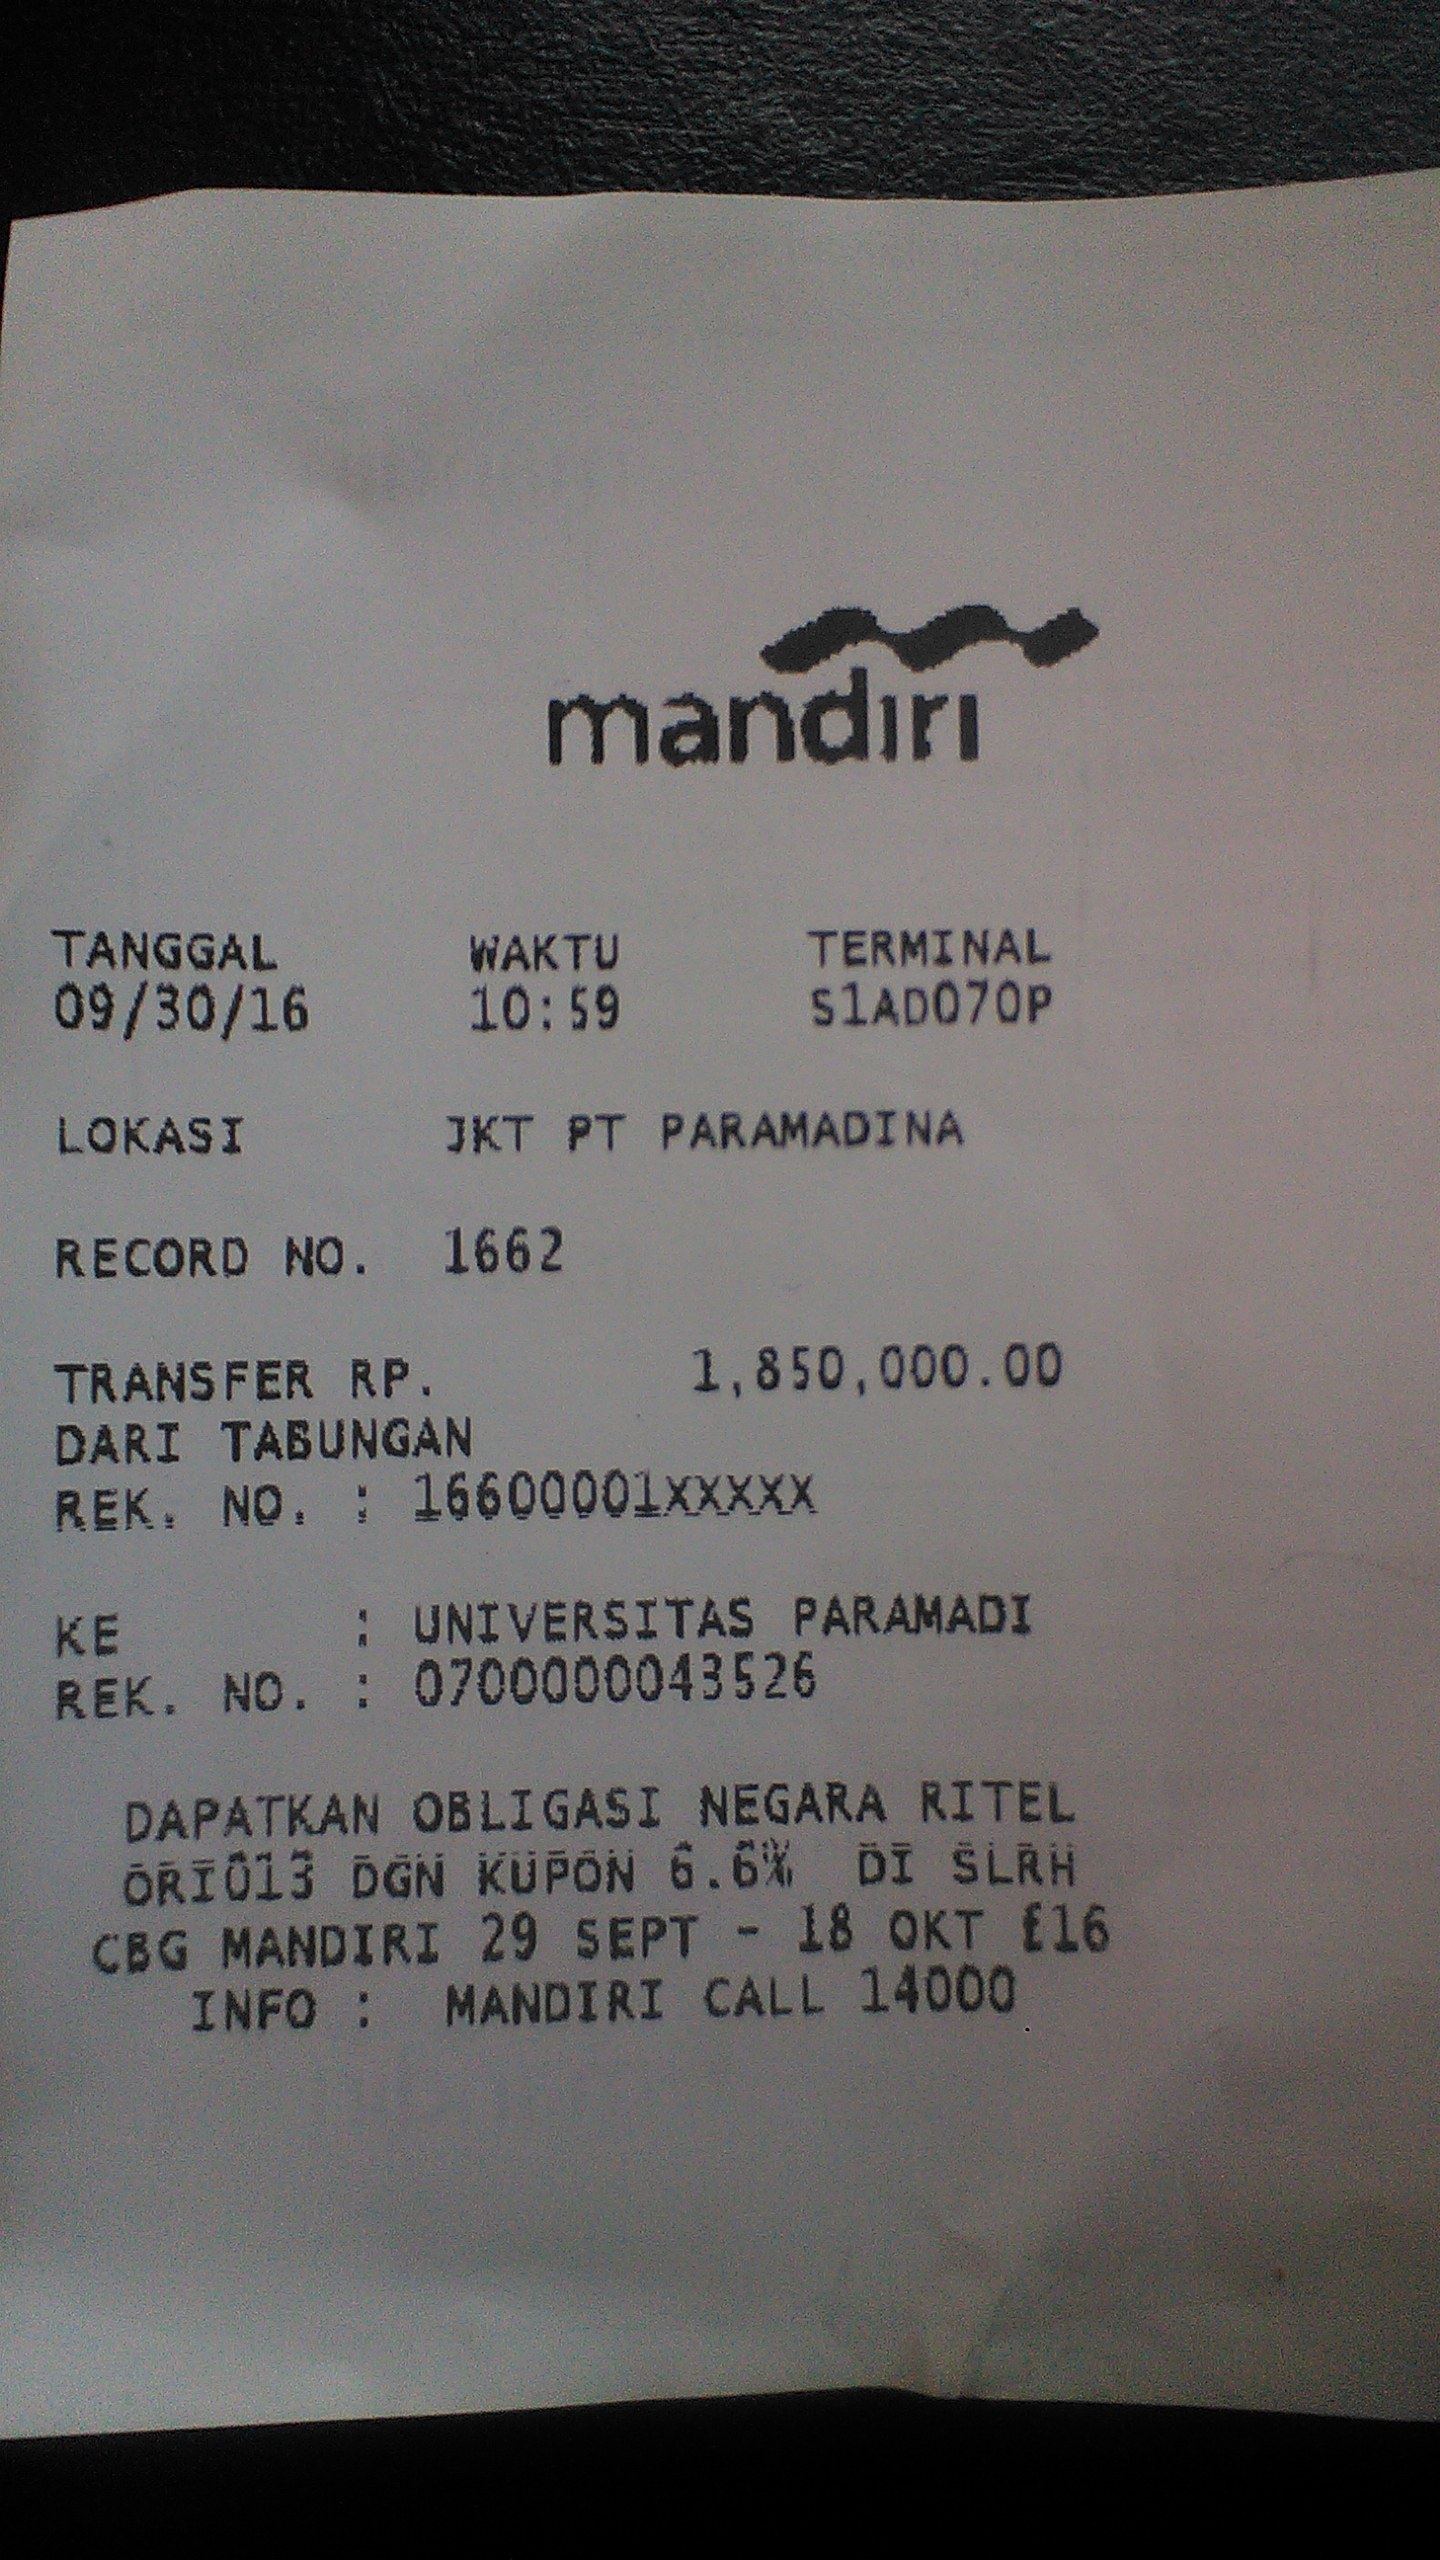 mandiri
TANGGAL WAKTU TERMINAL
09/30/16 10:59 S1AD070P
LOKASI JKT PT PARAMADINA
RECORD NO. 1662
TRANSFER RP. 1,850,000.00
DARI TABUNGAN
REK. NO. : 16600001XXXXX
KE : UNIVERSITAS PARAMADI
REK. NO. : 0700000043526
DAPATKAN OBLIGASI NEGARA RITEL
ORI013 DGN KUPON 6.6% DI SLRH
CBG MANDIRI 29 SEPT - 18 OKT £16
INFO : MANDIRI CALL 14000